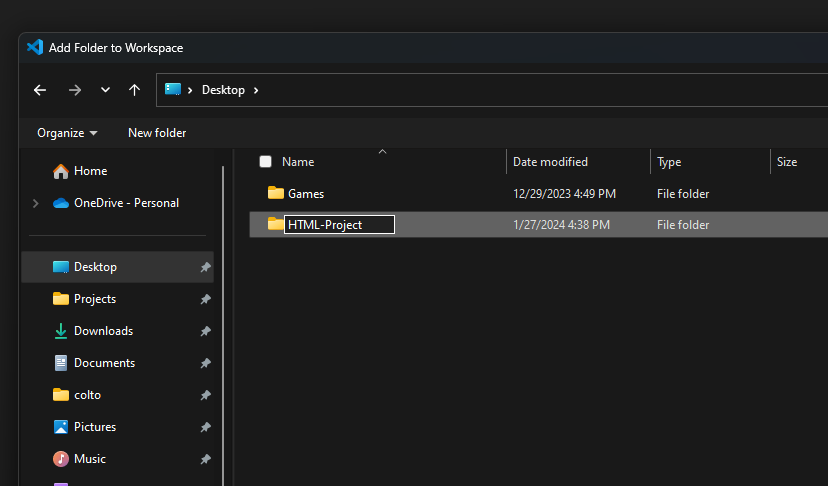 Add Folder to Workspace
Desktop
Organize New folder
Name Date modified Type Size
Home
OneDrive - Personal
Desktop
Projects
Downloads
Documents
colto
Pictures
Music
Games 12/29/2023 4:49 PM File folder
HTML-Project 1/27/2024 4:38 PM File folder